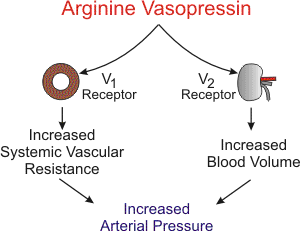 Arginine Vasopressin
V₁
Receptor
V₂
Receptor
Increased
Systemic Vascular
Resistance
Increased
Blood Volume
Increased
Arterial Pressure